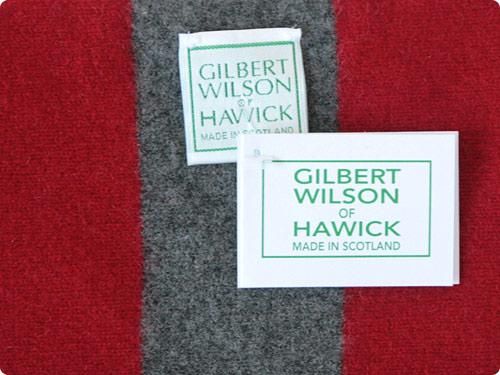 GILBERT
WILSON
OF
HAWICK
MADE IN SCOTLAND
GILBERT
WILSON
OF
HAWICK
MADE IN SCOTLAND